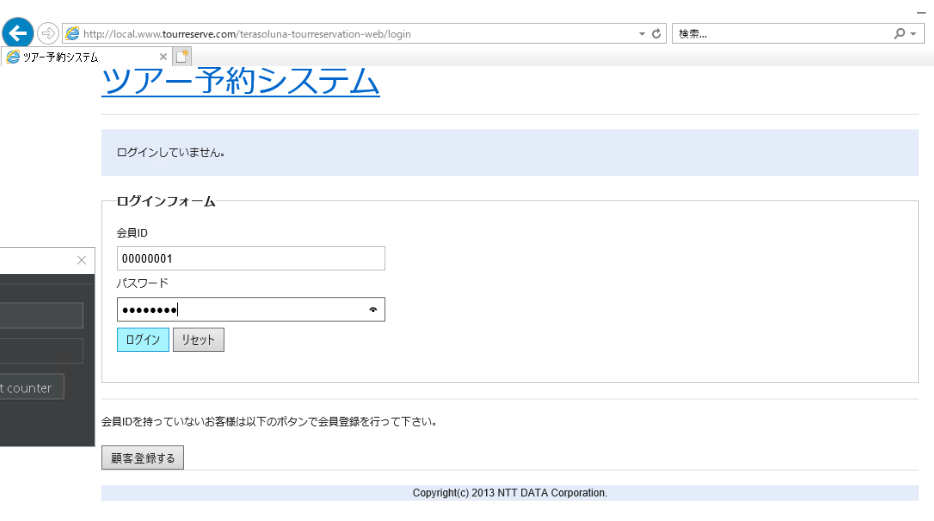 http://local.www.tourreserve.com/terasoluna-tourreservation-web/login
検索...
ツアー予約システム
ツアー予約システム
ログインしていません。
ログインフォーム
会員ID
00000001
パスワード
●●●●●●●●
ログイン リセット
t counter
会員IDを持っていないお客様は以下のボタンで会員登録を行って下さい。
顧客登録する
Copyright(c) 2013 NTT DATA Corporation.